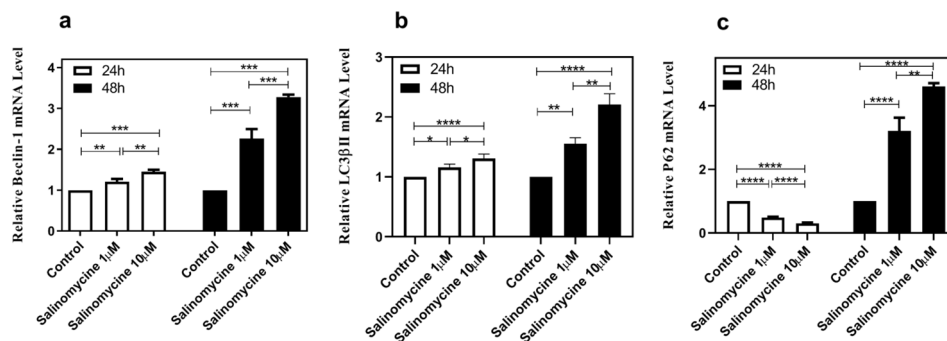 a
Relative Beclin-1 mRNA Level
4
3
2
1
0
24h
48h
***
**
**
***
***
***
Control
Salinomycine 1μM
Salinomycine 10μM
Control
Salinomycine 1μM
Salinomycine 10μM
b
Relative LC3βII mRNA Level
3
2
1
0
24h
48h
****
*
*
****
**
**
Control
Salinomycine 1μM
Salinomycine 10μM
Control
Salinomycine 1μM
Salinomycine 10μM
c
Relative P62 mRNA Level
6
4
2
0
24h
48h
****
****
****
****
**
****
Control
Salinomycine 1μM
Salinomycine 10μM
Control
Salinomycine 1μM
Salinomycine 10μM